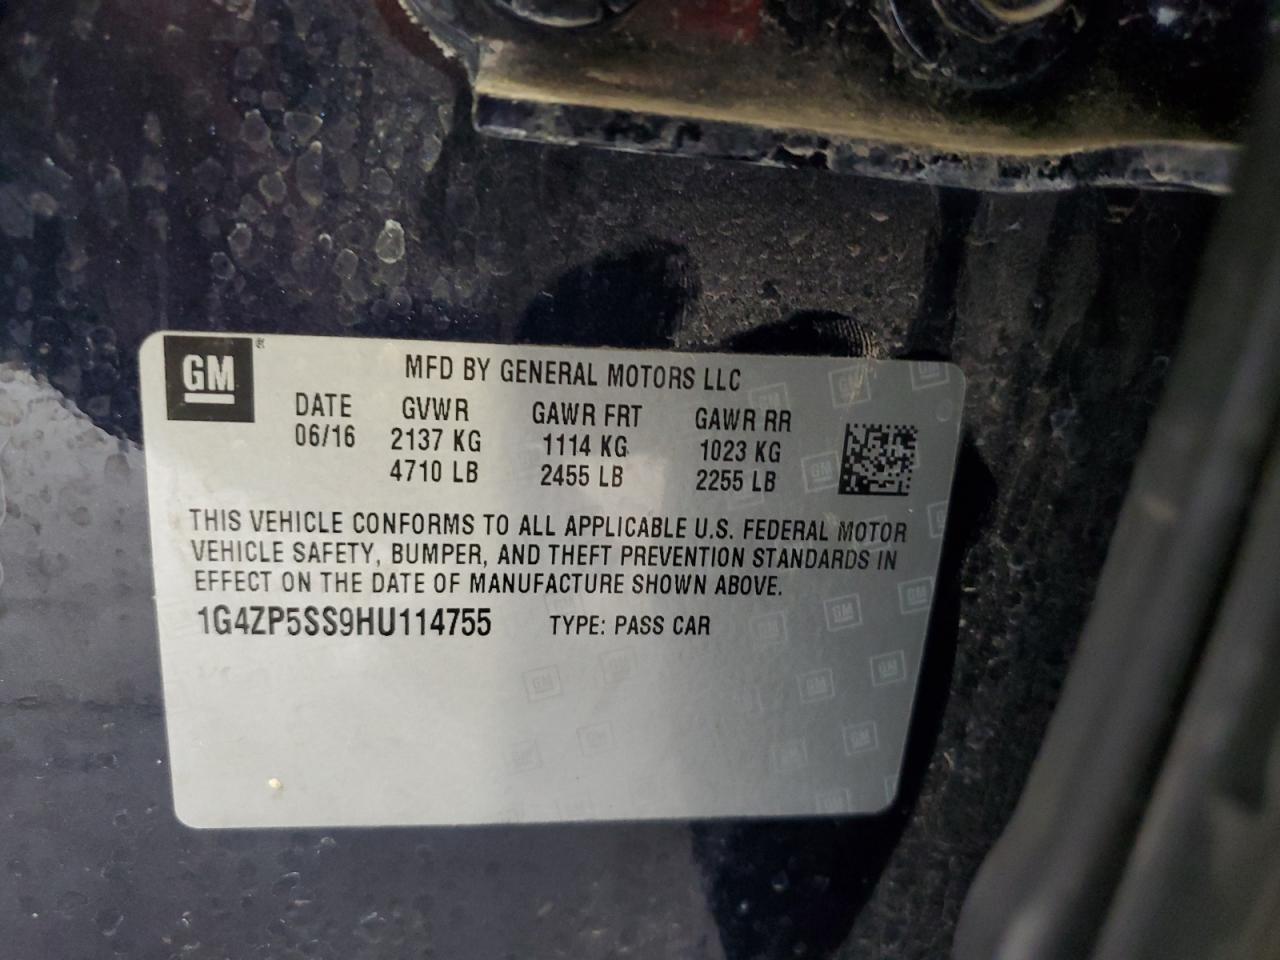 GM
MFD BY GENERAL MOTORS LLC
DATE GVWR GAWR FRT GAWR RR
06/16 2137 KG 1114 KG 1023 KG
4710 LB 2455 LB 2255 LB
THIS VEHICLE CONFORMS TO ALL APPLICABLE U.S. FEDERAL MOTOR
VEHICLE SAFETY, BUMPER, AND THEFT PREVENTION STANDARDS IN
EFFECT ON THE DATE OF MANUFACTURE SHOWN ABOVE.
1G4ZP5SS9HU114755 TYPE: PASS CAR